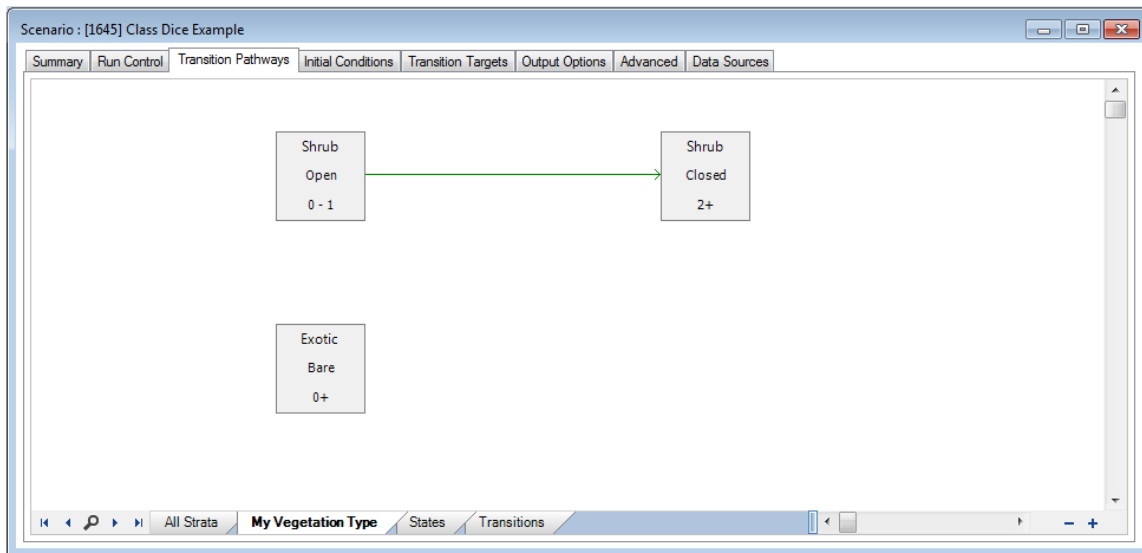 Scenario : [1645] Class Dice Example
Summary Run Control Transition Pathways Initial Conditions Transition Targets Output Options Advanced Data Sources
Shrub
Open
0 - 1
Shrub
Closed
2+
Exotic
Bare
0+
All Strata My Vegetation Type States Transitions